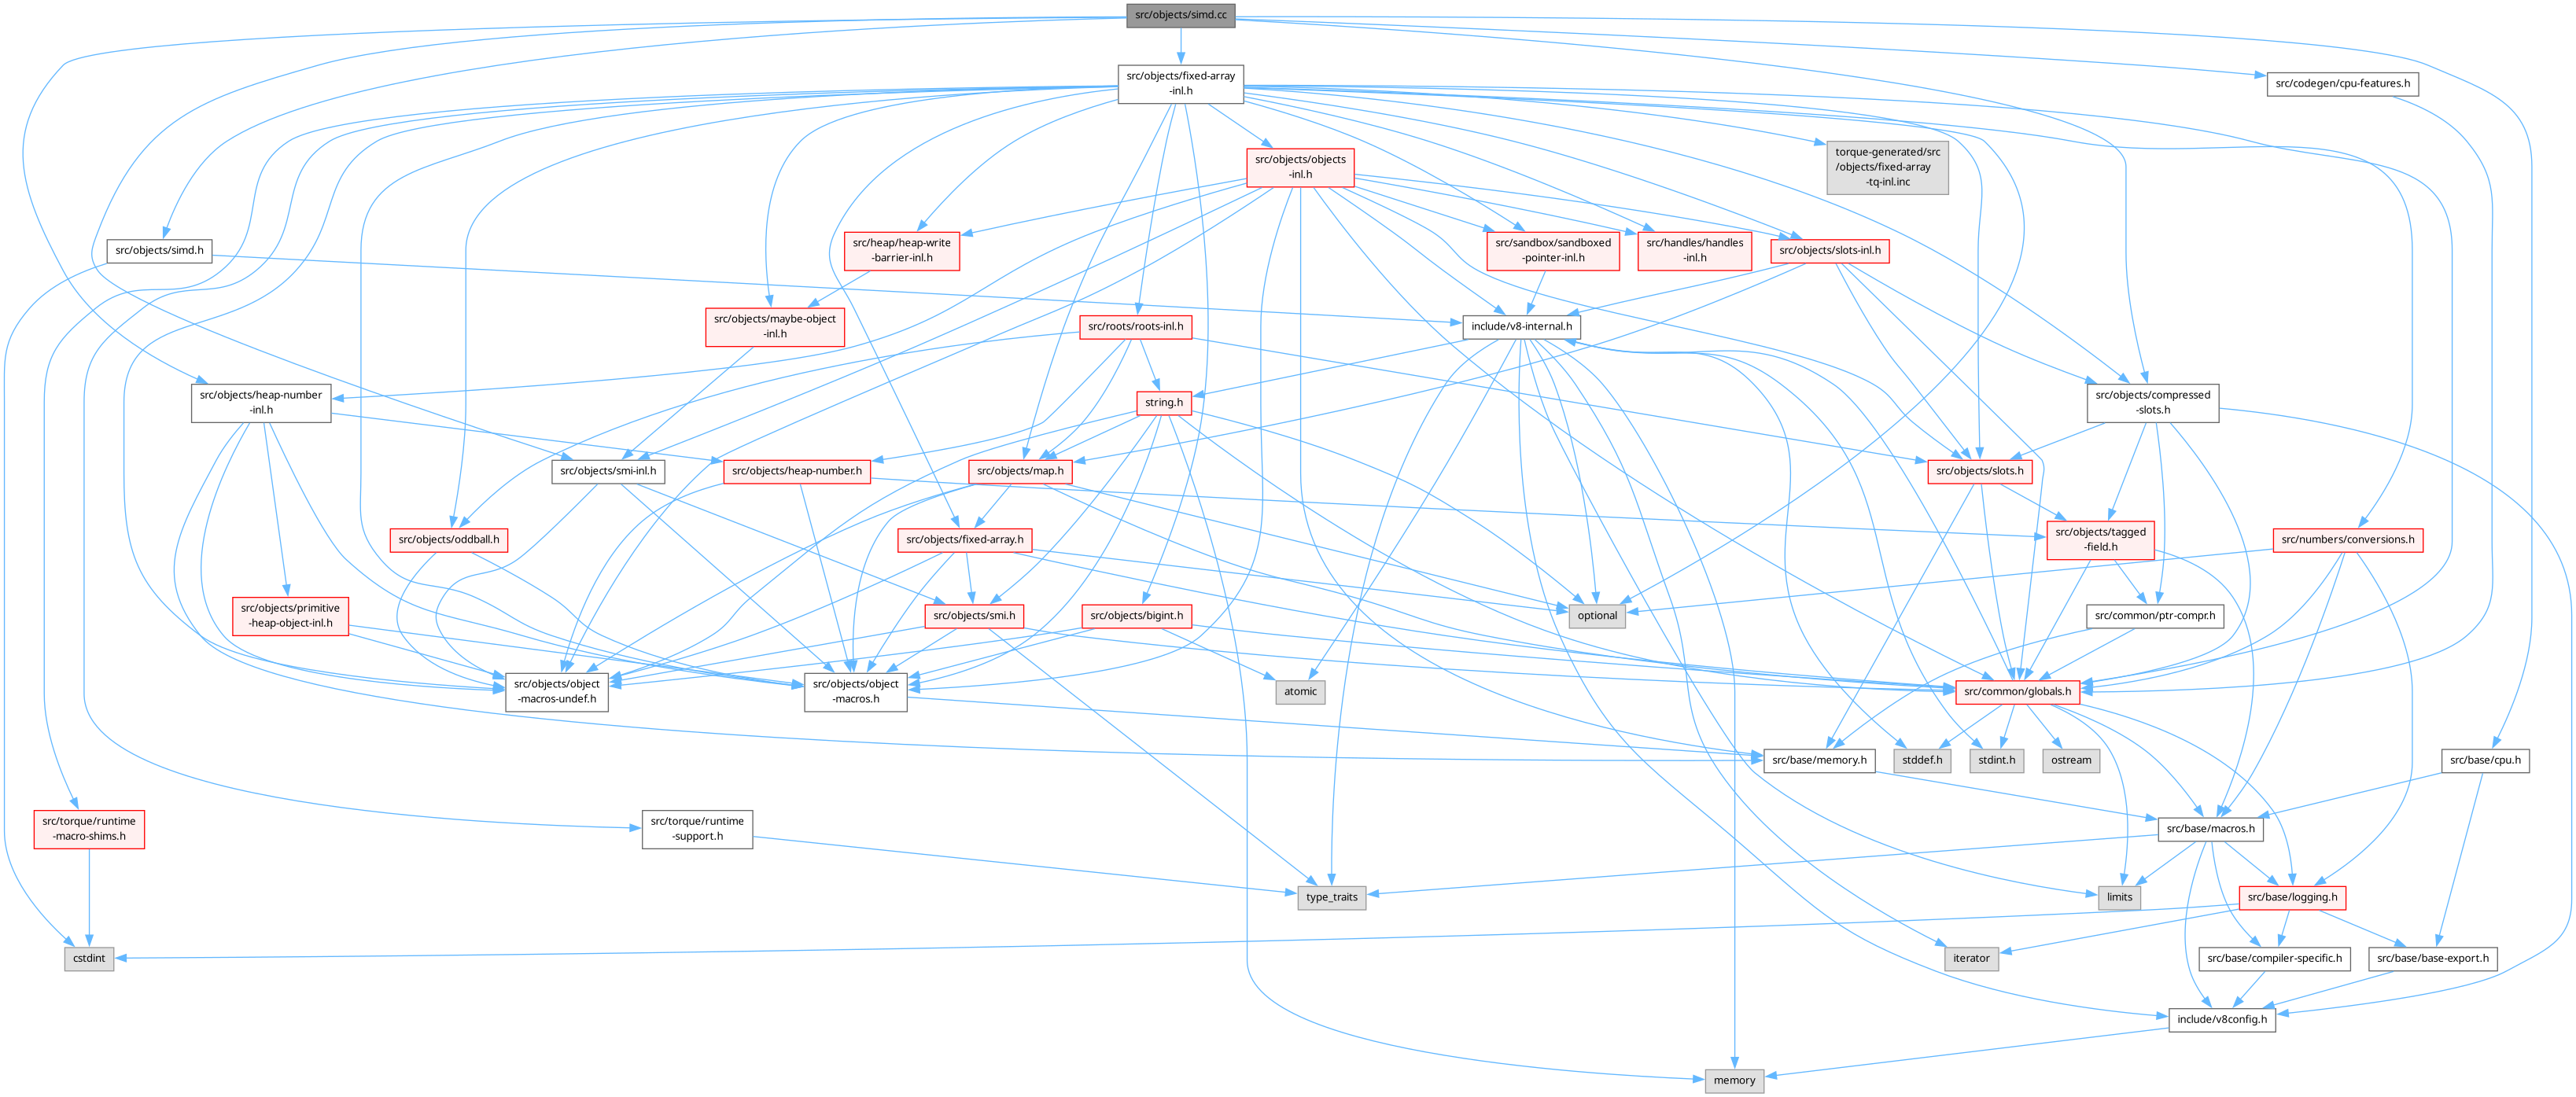 src/objects/simd.cc
src/objects/fixed-array
-inl.h
src/codegen/cpu-features.h
torque-generated/src
/objects/fixed-array
-tq-inl.inc
src/objects/objects
-inl.h
src/objects/simd.h
src/heap/heap-write
-barrier-inl.h
src/sandbox/sandboxed
-pointer-inl.h
src/handles/handles
-inl.h
src/objects/slots-inl.h
src/objects/maybe-object
-inl.h
src/roots/roots-inl.h
include/v8-internal.h
src/objects/heap-number
-inl.h
string.h
src/objects/compressed
-slots.h
src/objects/smi-inl.h
src/objects/heap-number.h
src/objects/map.h
src/objects/slots.h
src/objects/oddball.h
src/objects/fixed-array.h
src/objects/tagged
-field.h
src/numbers/conversions.h
src/objects/primitive
-heap-object-inl.h
src/objects/smi.h
src/objects/bigint.h
optional
src/common/ptr-compr.h
src/objects/object
-macros-undef.h
src/objects/object
-macros.h
atomic
src/common/globals.h
src/base/memory.h
stddef.h
stdint.h
ostream
src/base/cpu.h
src/torque/runtime
-macro-shims.h
src/torque/runtime
-support.h
src/base/macros.h
type_traits
limits
src/base/logging.h
cstdint
iterator
src/base/compiler-specific.h
src/base/base-export.h
include/v8config.h
memory